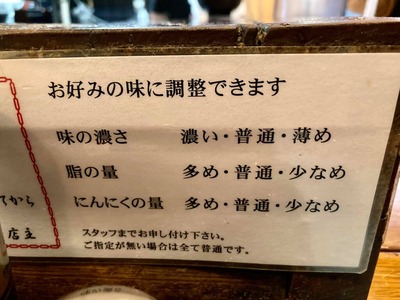 お好みの味に調整できます
味の濃さ 濃い・普通・薄め
脂の量 多め・普通・少なめ
にんにくの量 多め・普通・少なめ
スタッフまでお申し付け下さい。
ご指定が無い場合は全て普通です。
てから
店主